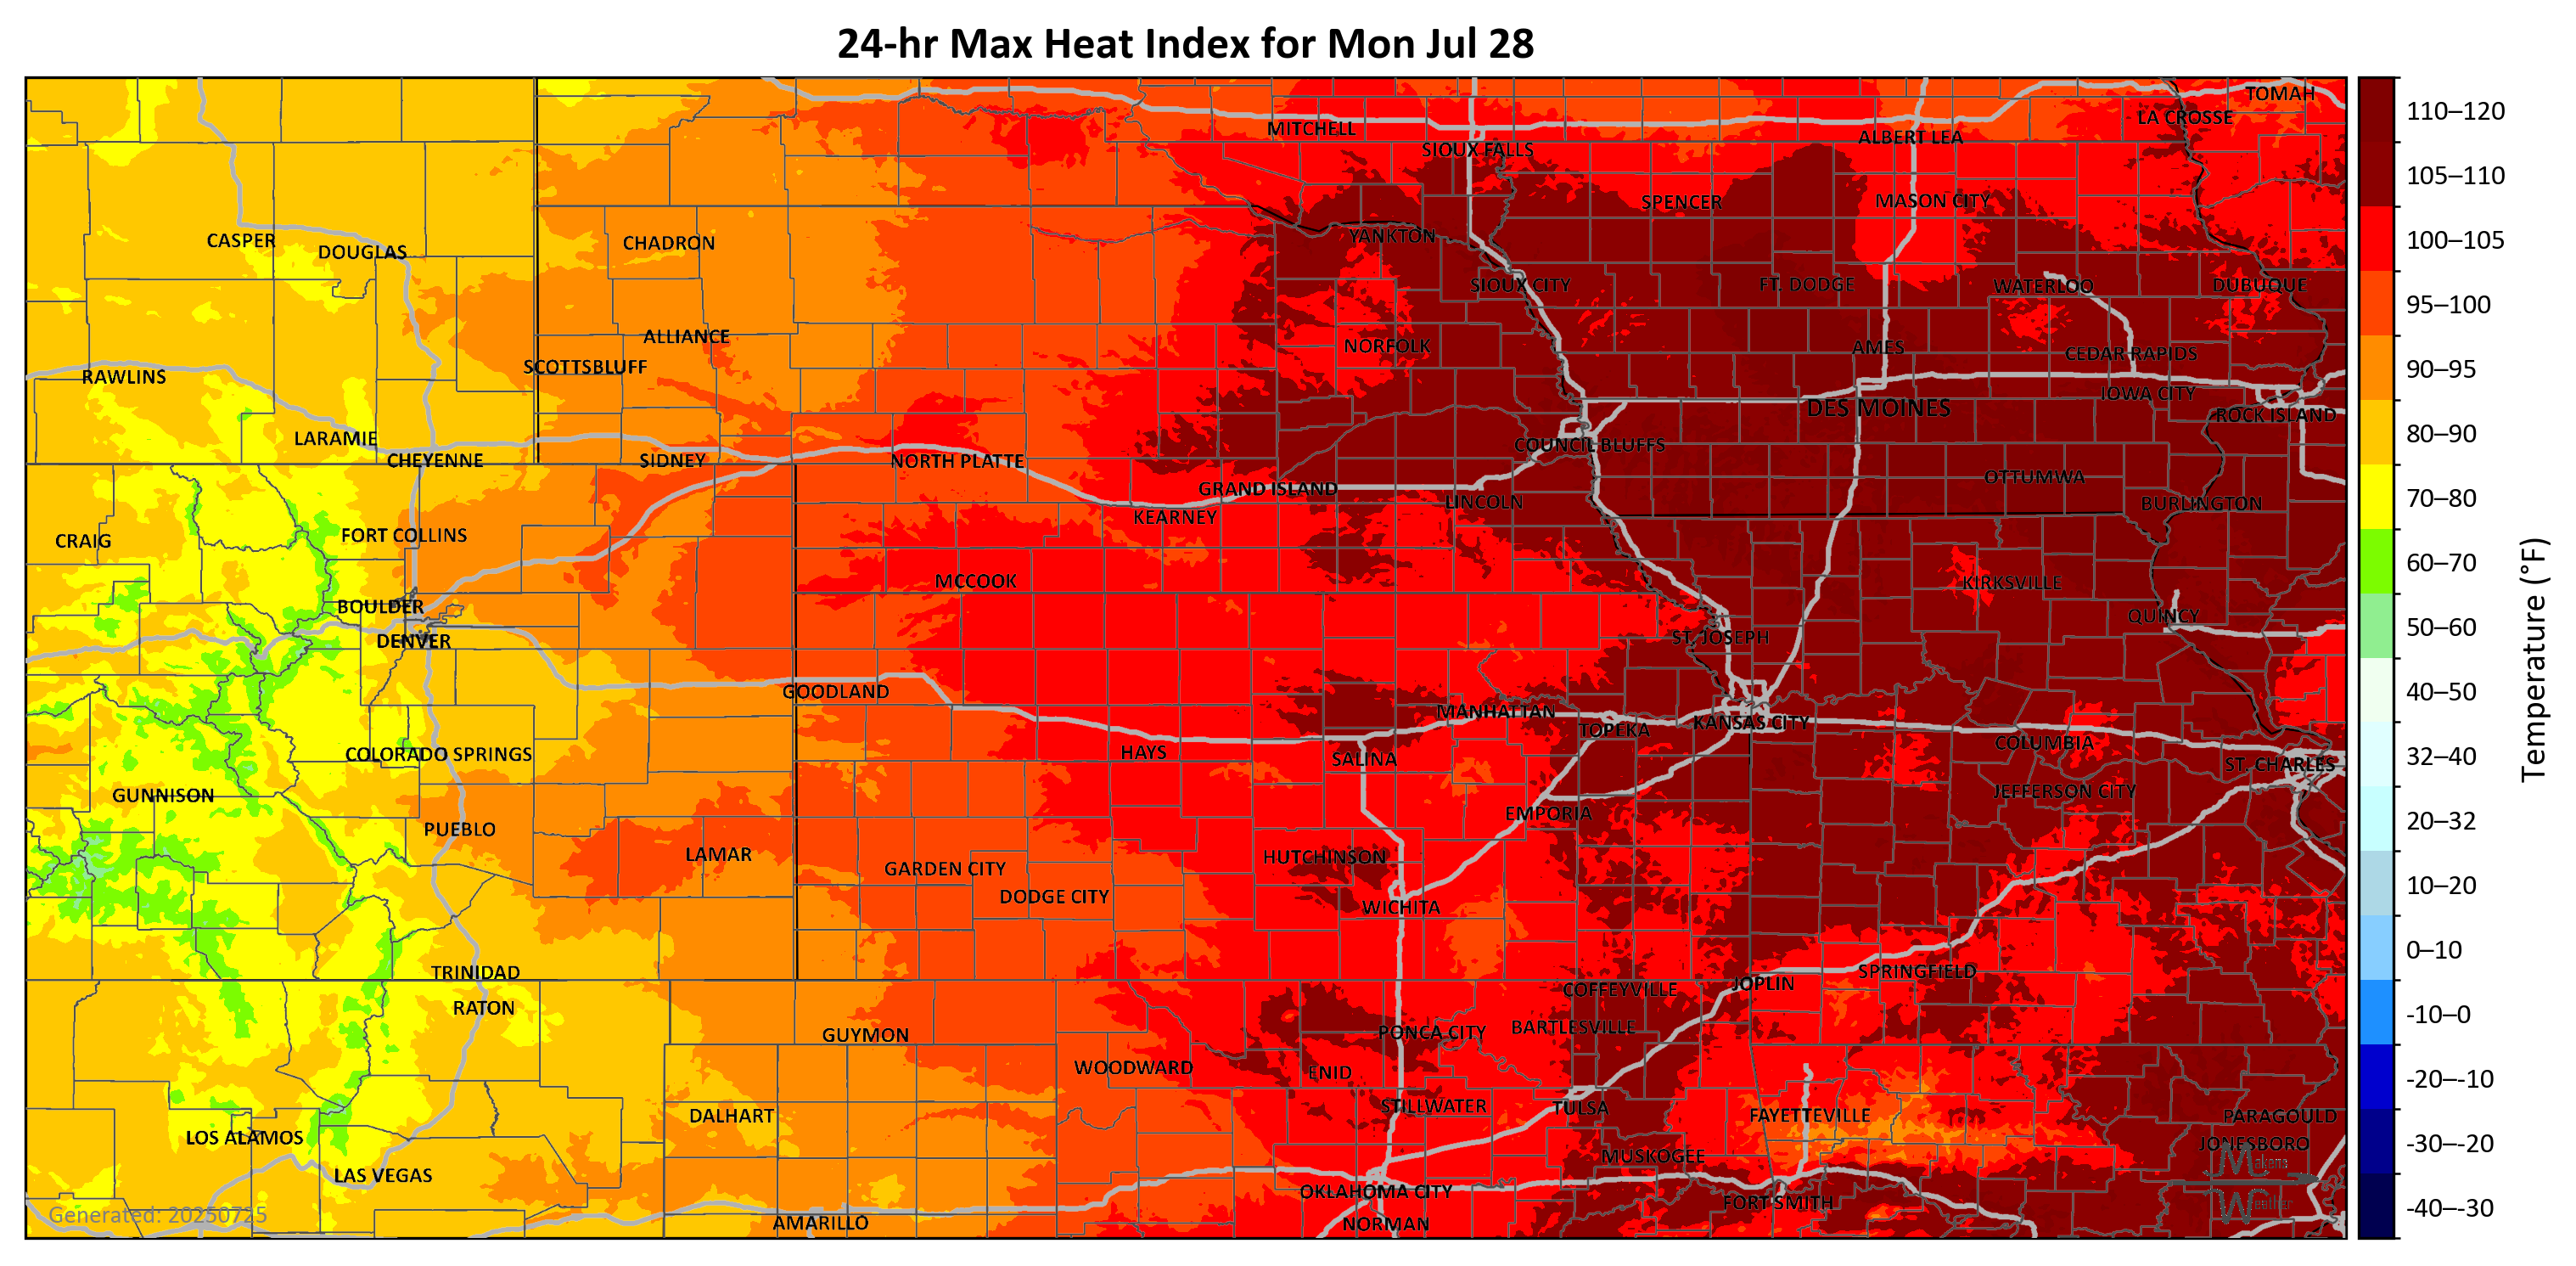 24-hr Max Heat Index for Mon Jul 28
TOMAH
LA CROSSE
MITCHELL
ALBERT LEA
SIOUX FALLS
SPENCER
MASON CITY
YANKTON
CASPER
DOUGLAS
CHADRON
SIOUX CITY
FT. DODGE
WATERLOO
DUBUQUE
ALLIANCE
NORFOLK
AMES
CEDAR RAPIDS
SCOTTSBLUFF
RAWLINS
IOWA CITY
DES MOINES
ROCK ISLAND
LARAMIE
COUNCIL BLUFFS
CHEYENNE
SIDNEY
NORTH PLATTE
OTTUMWA
GRAND ISLAND
LINCOLN
BURLINGTON
KEARNEY
FORT COLLINS
CRAIG
MCCOOK
KIRKSVILLE
BOULDER
QUINCY
DENVER
ST. JOSEPH
GOODLAND
MANHATTAN
KANSAS CITY
TOPEKA
COLUMBIA
COLORADO SPRINGS
HAYS
SALINA
ST. CHARLES
GUNNISON
JEFFERSON CITY
EMPORIA
PUEBLO
LAMAR
HUTCHINSON
GARDEN CITY
DODGE CITY
WICHITA
TRINIDAD
SPRINGFIELD
JOPLIN
COFFEYVILLE
RATON
GUYMON
PONCA CITY
BARTLESVILLE
WOODWARD
ENID
STILLWATER
TULSA
DALHART
FAYETTEVILLE
PARAGOULD
LOS ALAMOS
JONESBORO
MUSKOGEE
Makens
LAS VEGAS
OKLAHOMA CITY
FORT SMITH
Weather
Generated: 20250725
AMARILLO
NORMAN
110–120
105–110
100–105
95–100
90–95
80–90
70–80
60–70
50–60
40–50
32–40
20–32
10–20
0–10
-10–0
-20–-10
-30–-20
-40–-30
Temperature (°F)